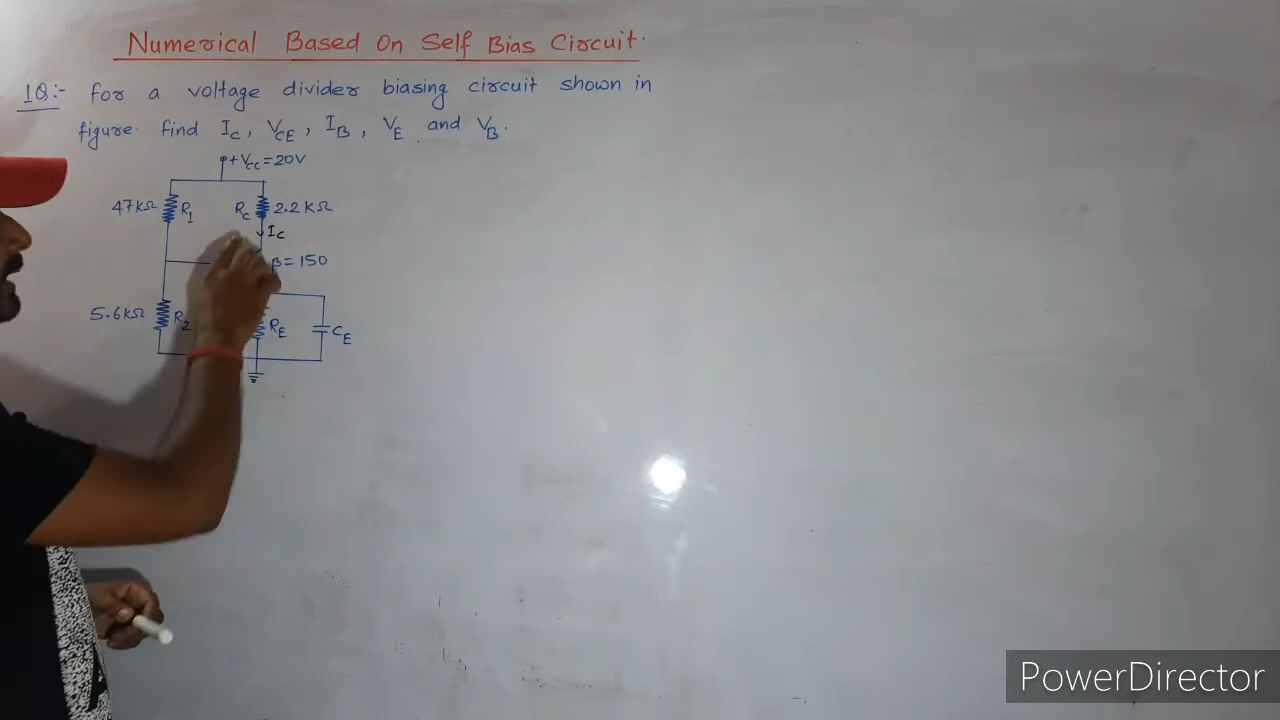 Numerical Based On Self Bias Circuit.
1Q:- For a voltage divider biasing circuit shown in
figure. find IC, VCE, IB, VE and VB.
+VCC=20V
47KΩ R1 RC 2.2KΩ
IC
β=150
5.6KΩ R2 RE CE
PowerDirector